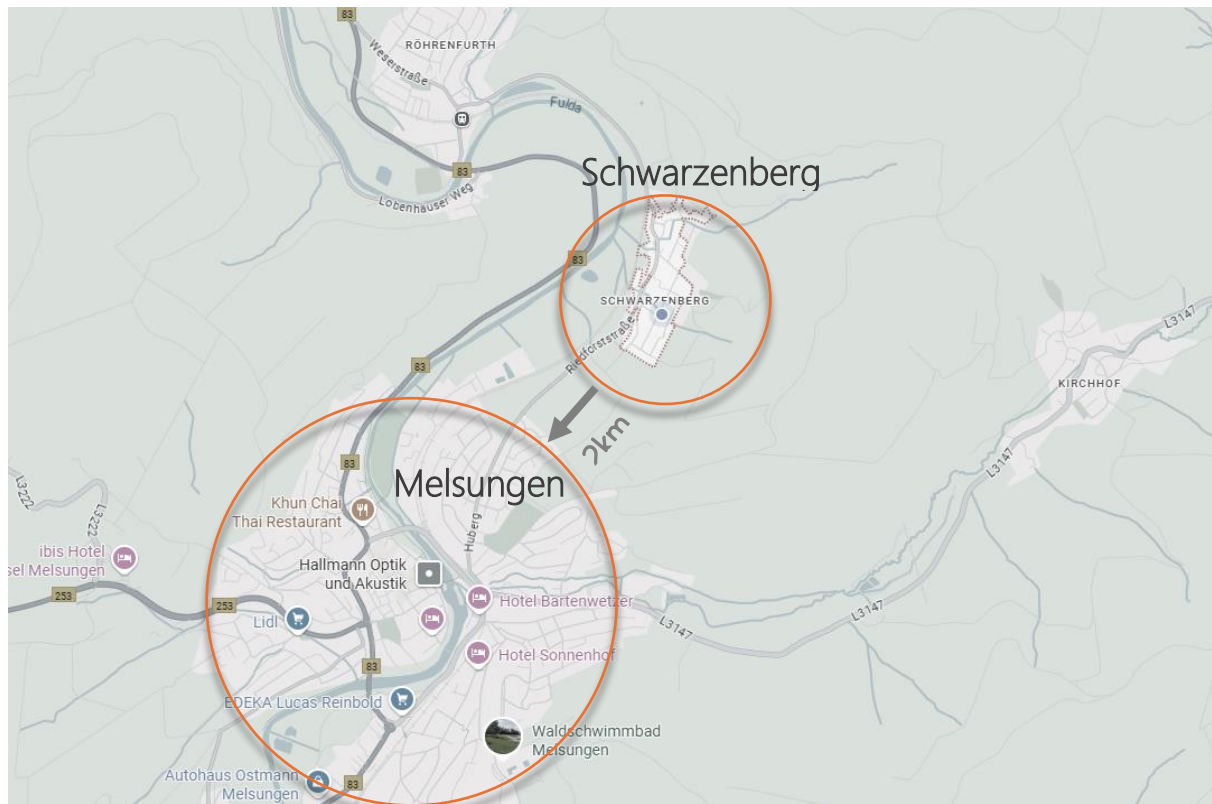 83
RÖHRENFURTH
Weserstraße
Fulda
83
Lobenhäuser Weg
Schwarzenberg
83
SCHWARZENBERG
Riedforststraße
L3147
KIRCHHOF
83
2km
L3147
83
Melsungen
L3222
L3222
Khun Chai
Thai Restaurant
Huberg
ibis Hotel
sel Melsungen
Hallmann Optik
und Akustik
253
253
Hotel Bartenwetzer
Lidl
L3147
L3147
83
Hotel Sonnenhof
EDEKA Lucas Reinbold
Waldschwimmbad
Melsungen
Autohaus Ostmann
Melsungen
83